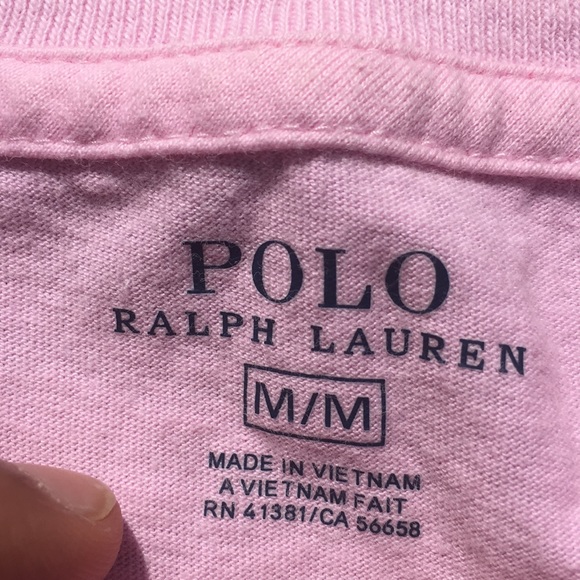 POLO
RALPH LAUREN
M/M
MADE IN VIETNAM
A VIETNAM FAIT
RN 41381/CA 56658